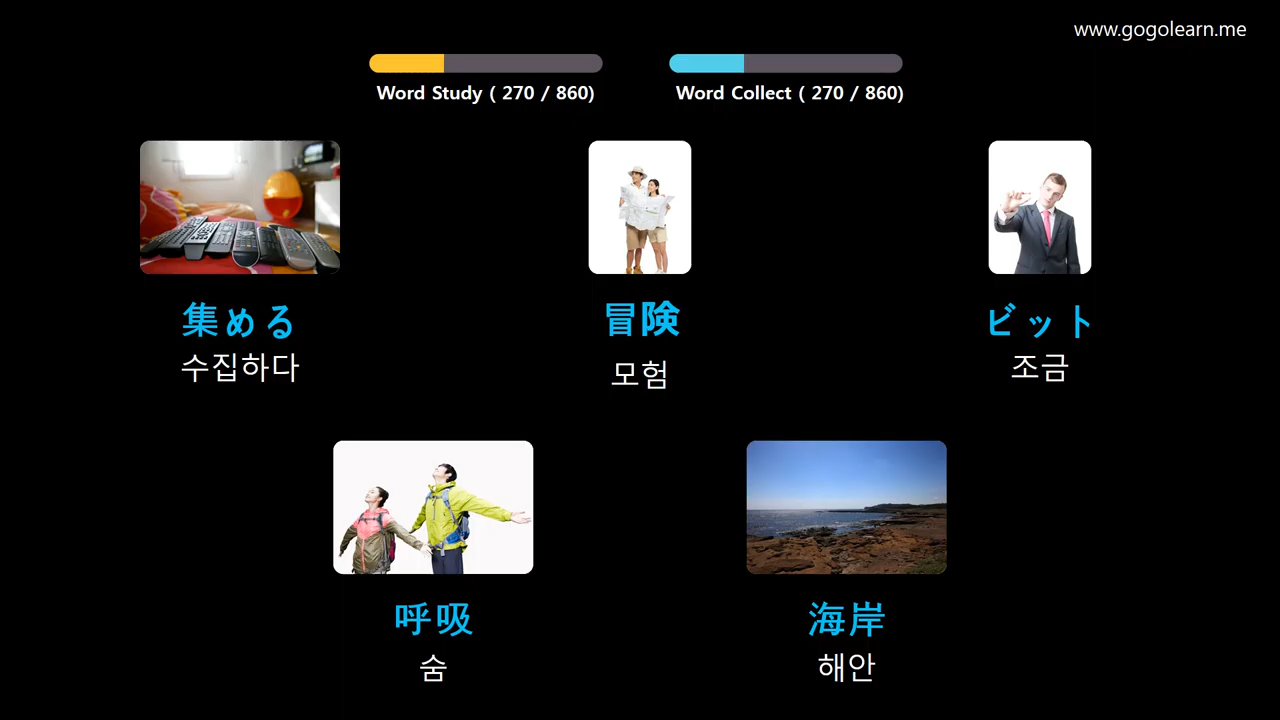 www.gogolearn.me
Word Study ( 270 / 860)
Word Collect ( 270 / 860)
集める
수집하다
冒険
모험
ビット
조금
呼吸
숨
海岸
해안